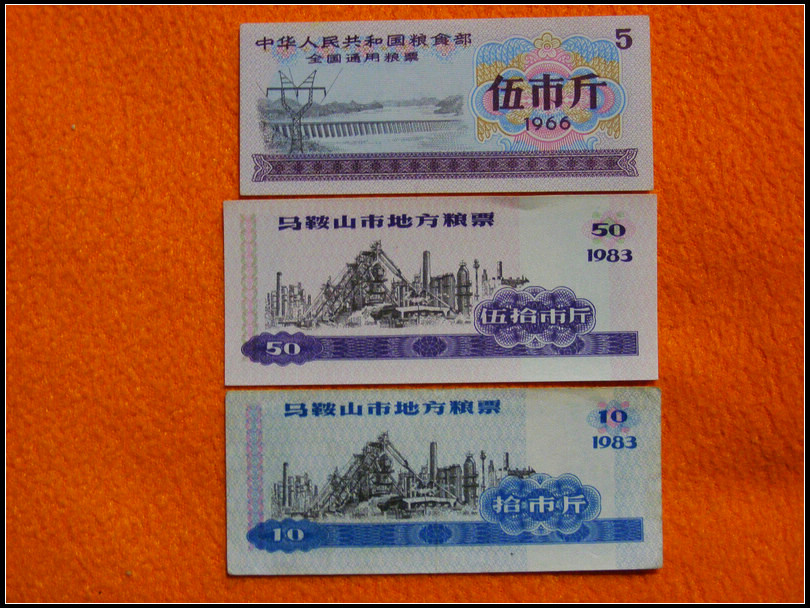 中华人民共和国粮食部
全国通用粮票
5
伍市斤
1966
马鞍山市地方粮票
50
1983
伍拾市斤
50
马鞍山市地方粮票
10
1983
拾市斤
10